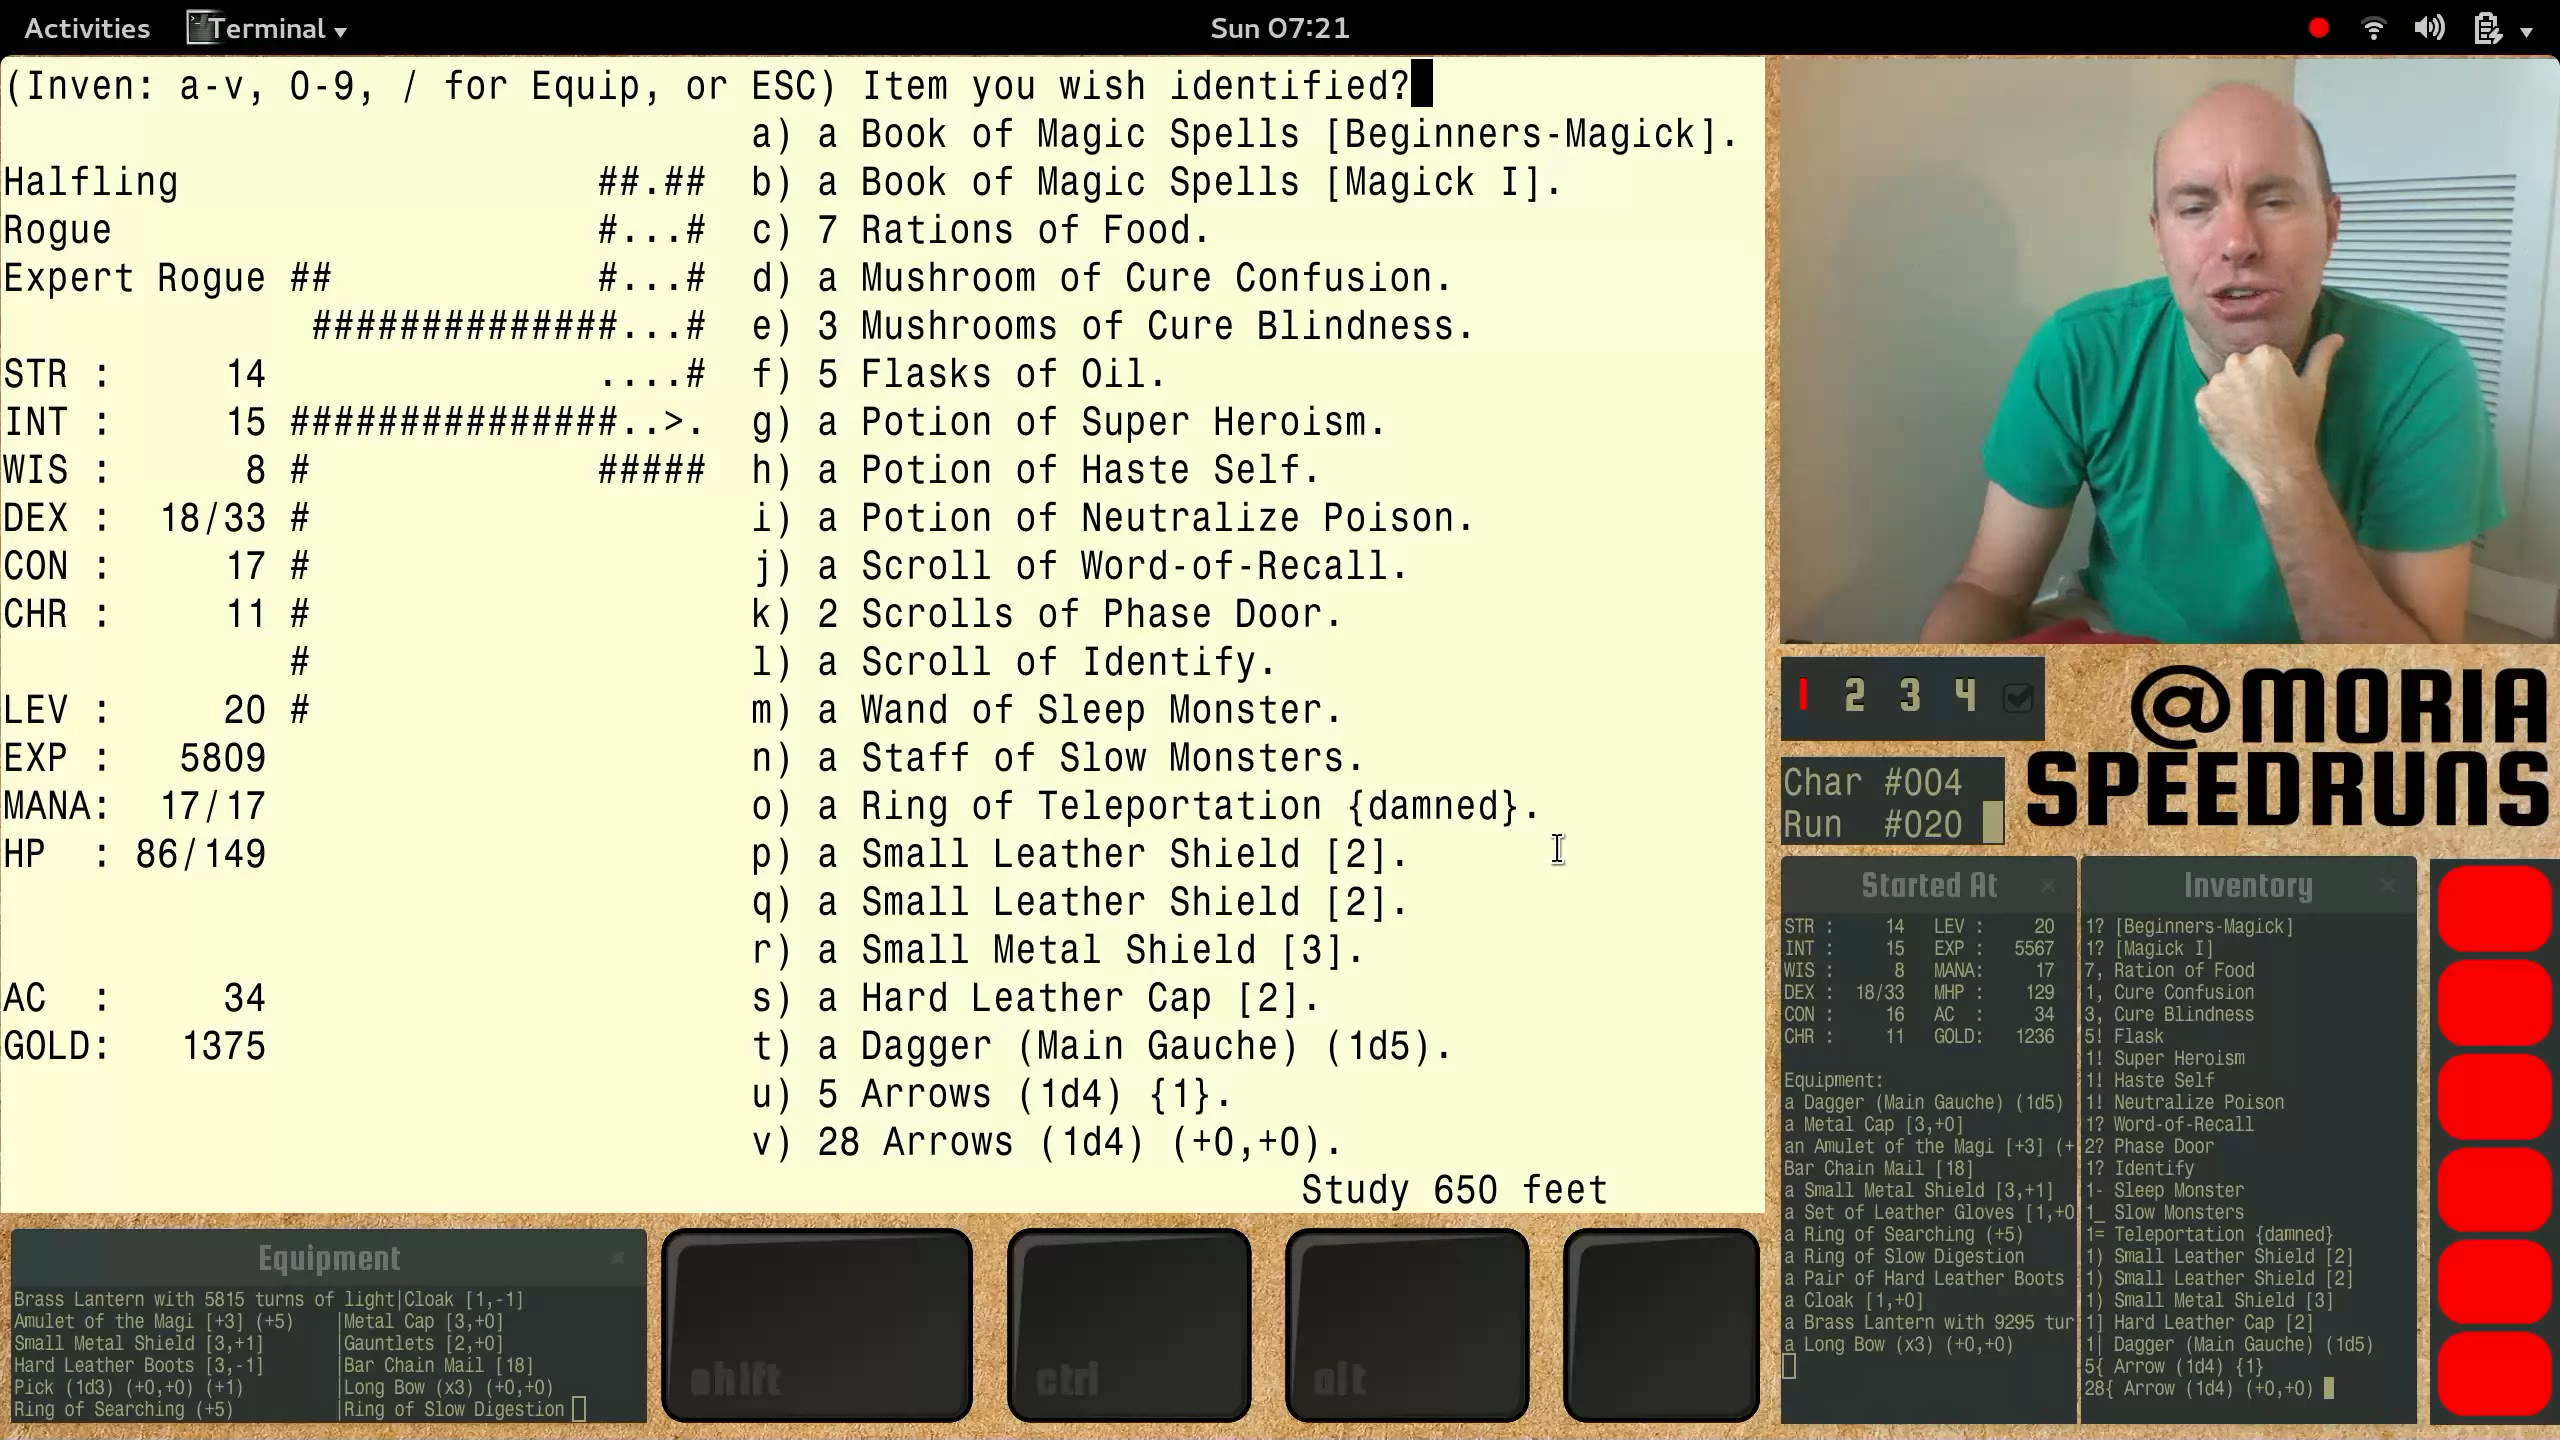 Activities Terminal Sun 07:21
(Inven: a-v, 0-9, / for Equip, or ESC) Item you wish identified?
a) a Book of Magic Spells [Beginners-Magick].
Halfling ##.## b) a Book of Magic Spells [Magick I].
Rogue #...# c) 7 Rations of Food.
Expert Rogue ## #...# d) a Mushroom of Cure Confusion.
##############...# e) 3 Mushrooms of Cure Blindness.
STR : 14 ....# f) 5 Flasks of Oil.
INT : 15 ###############..>. g) a Potion of Super Heroism.
WIS : 8 # ##### h) a Potion of Haste Self.
DEX : 18/33 # i) a Potion of Neutralize Poison.
CON : 17 # j) a Scroll of Word-of-Recall.
CHR : 11 # k) 2 Scrolls of Phase Door.
# l) a Scroll of Identify.
LEV : 20 # m) a Wand of Sleep Monster.
EXP : 5809 n) a Staff of Slow Monsters.
MANA: 17/17 o) a Ring of Teleportation {damned}.
HP : 86/149 p) a Small Leather Shield [2].
q) a Small Leather Shield [2].
r) a Small Metal Shield [3].
AC : 34 s) a Hard Leather Cap [2].
GOLD: 1375 t) a Dagger (Main Gauche) (1d5).
u) 5 Arrows (1d4) {1}.
v) 28 Arrows (1d4) (+0,+0).
Study 650 feet
1 2 3 4
@MORIA
SPEEDRUNS
Char #004
Run #020
Started At
STR : 14 LEV : 20
INT : 15 EXP : 5567
WIS : 8 MANA: 17
DEX : 18/33 MHP : 129
CON : 16 AC : 34
CHR : 11 GOLD: 1236
Equipment:
a Dagger (Main Gauche) (1d5)
a Metal Cap [3,+0]
an Amulet of the Magi [+3] (+
Bar Chain Mail [18]
a Small Metal Shield [3,+1]
a Set of Leather Gloves [1,+0
a Ring of Searching (+5)
a Ring of Slow Digestion
a Pair of Hard Leather Boots
a Cloak [1,+0]
a Brass Lantern with 9295 tur
a Long Bow (x3) (+0,+0)
Inventory
1? [Beginners-Magick]
1? [Magick I]
7, Ration of Food
1, Cure Confusion
3, Cure Blindness
5! Flask
1! Super Heroism
1! Haste Self
1! Neutralize Poison
1? Word-of-Recall
2? Phase Door
1? Identify
1- Sleep Monster
1_ Slow Monsters
1= Teleportation {damned}
1) Small Leather Shield [2]
1) Small Leather Shield [2]
1) Small Metal Shield [3]
1] Hard Leather Cap [2]
1| Dagger (Main Gauche) (1d5)
5{ Arrow (1d4) {1}
28{ Arrow (1d4) (+0,+0)
Equipment
Brass Lantern with 5815 turns of light|Cloak [1,-1]
Amulet of the Magi [+3] (+5) |Metal Cap [3,+0]
Small Metal Shield [3,+1] |Gauntlets [2,+0]
Hard Leather Boots [3,-1] |Bar Chain Mail [18]
Pick (1d3) (+0,+0) (+1) |Long Bow (x3) (+0,+0)
Ring of Searching (+5) |Ring of Slow Digestion
shift ctrl alt